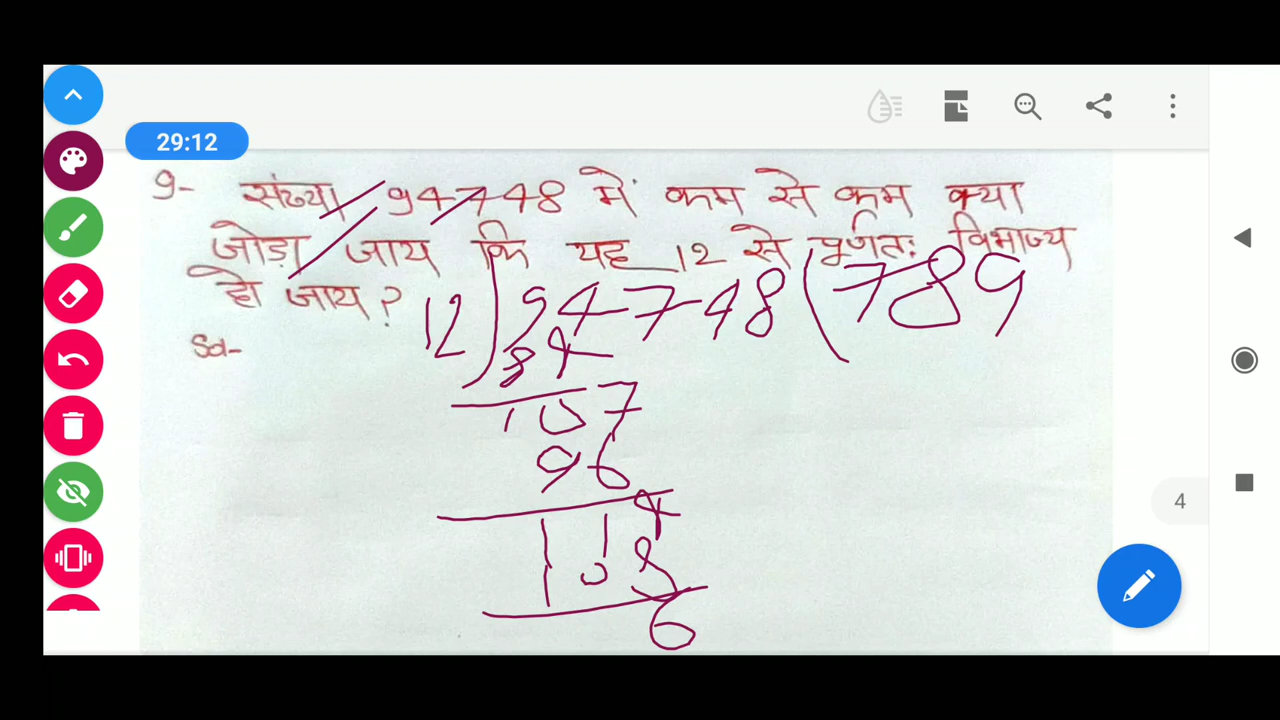 29:12
9- संख्या 94748 में कम से कम क्या
जोड़ा जाय कि यह 12 से पूर्णतः विभाज्य
हो जाय ?
12) 94748 (789
84
Sol-
107
96
114
108
6
4